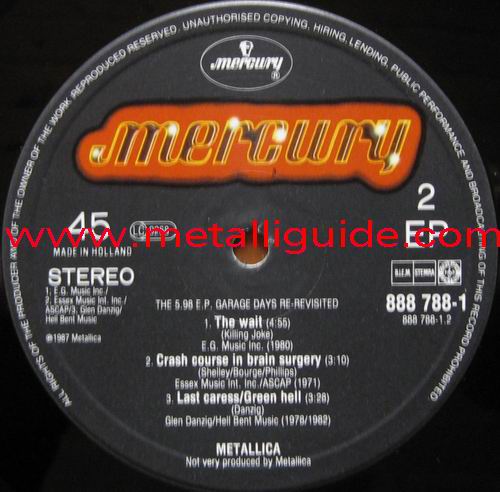 ALL RIGHTS OF THE PRODUCER AND OF THE OWNER OF THE WORK REPRODUCED RESERVED. UNAUTHORISED COPYING, HIRING, LENDING, PUBLIC PERFORMANCE AND BROADCASTING OF THIS RECORD PROHIBITED
mercury
®
mercury
45
MADE IN HOLLAND
STEREO
1. E.G. Music Inc./
2. Essex Music Int. Inc./
ASCAP/3. Glen Danzig/
Hell Bent Music
℗1987 Metallica
2
EP
www.metalliguide.com
B.I.E.M. STEMRA
888 788-1
888 788-1.2
THE 5.98 E.P. GARAGE DAYS RE-REVISITED
1. The wait (4:55)
(Killing Joke)
E.G. Music Inc. (1980)
2. Crash course in brain surgery (3:10)
(Shelley/Bourge/Phillips)
Essex Music Int. Inc./ASCAP (1971)
3. Last caress/Green hell (3:28)
(Danzig)
Glen Danzig/Hell Bent Music (1978/1982)
METALLICA
Not very produced by Metallica